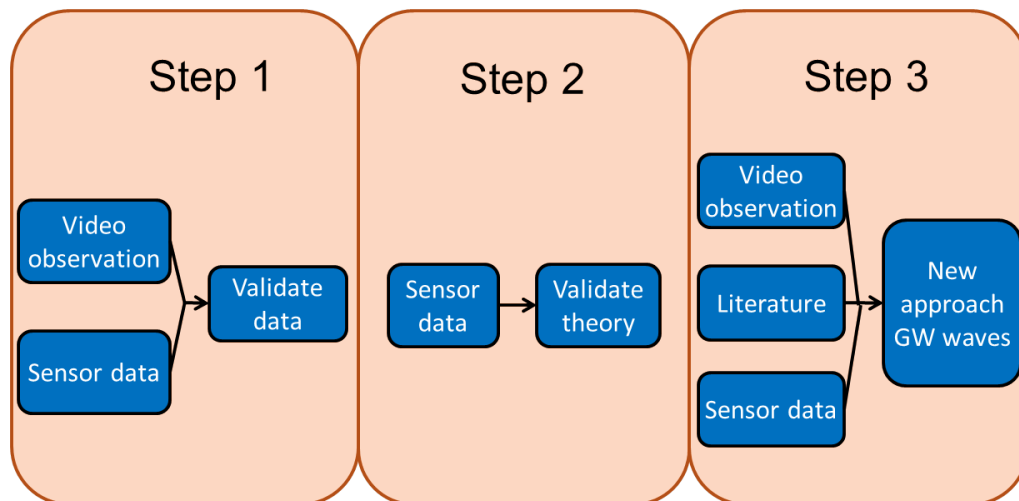 Step 1
Video
observation
Sensor data
Validate
data
Step 2
Sensor
data
Validate
theory
Step 3
Video
observation
Literature
Sensor data
New
approach
GW waves